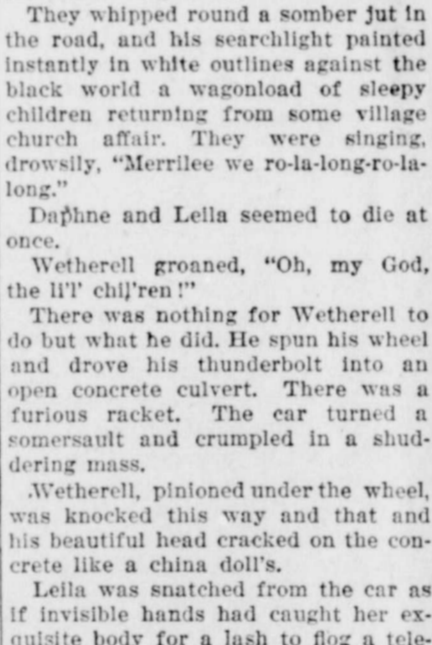 They whipped round a somber jut in
the road, and his searchlight painted
instantly in white outlines against the
black world a wagonload of sleepy
children returning from some village
church affair. They were singing,
drowsily, "Merrilee we ro-la-long-ro-la-
long."
Daphne and Leila seemed to die at
once.
Wetherell groaned, "Oh, my God,
the li'l' chil'ren!"
There was nothing for Wetherell to
do but what he did. He spun his wheel
and drove his thunderbolt into an
open concrete culvert. There was a
furious racket. The car turned a
somersault and crumpled in a shud-
dering mass.
Wetherell, pinioned under the wheel,
was knocked this way and that and
his beautiful head cracked on the con-
crete like a china doll's.
Leila was snatched from the car as
if invisible hands had caught her ex-
quisite body for a lash to flog a tele-